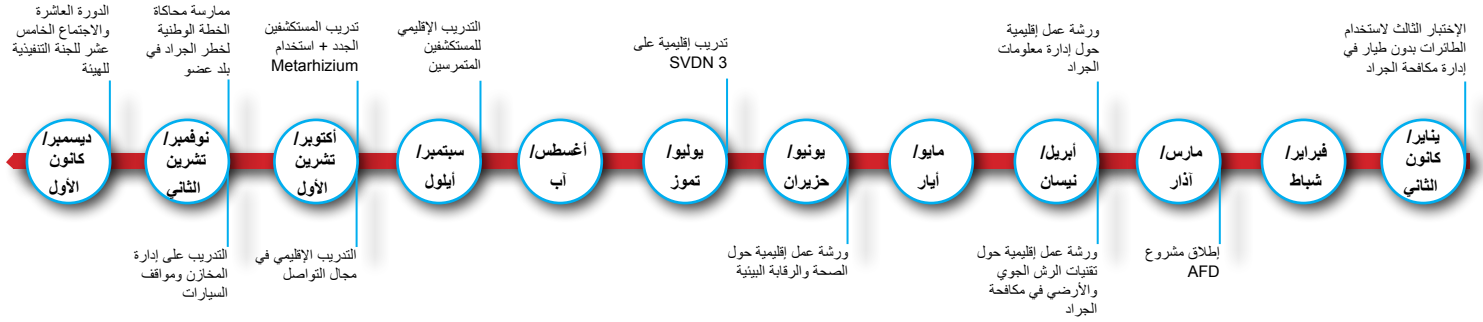 الإختبار الثالث لاستخدام
الطائرات بدون طيار في
إدارة مكافحة الجراد
يناير/
كانون
الثاني
فبراير/
شباط
مارس/
آذار
إطلاق مشروع
AFD
ورشة عمل إقليمية
حول إدارة معلومات
الجراد
أبريل/
نيسان
ورشة عمل إقليمية حول
تقنيات الرش الجوي
والأرضي في مكافحة
الجراد
مايو/
أيار
يونيو/
حزيران
ورشة عمل إقليمية حول
الصحة والرقابة البيئية
تدريب إقليمية على
SVDN 3
يوليو/
تموز
أغسطس/
آب
التدريب الإقليمي
للمستكشفين
المتمرسين
سبتمبر/
أيلول
تدريب المستكشفين
الجدد + استخدام
Metarhizium
أكتوبر/
تشرين
الأول
التدريب الإقليمي في
مجال التواصل
ممارسة محاكاة
الخطة الوطنية
لخطر الجراد في
بلد عضو
نوفمبر/
تشرين
الثاني
التدريب على إدارة
المخازن ومواقف
السيارات
الدورة العاشرة
والاجتماع الخامس
عشر للجنة التنفيذية
للهيئة
ديسمبر/
كانون
الأول